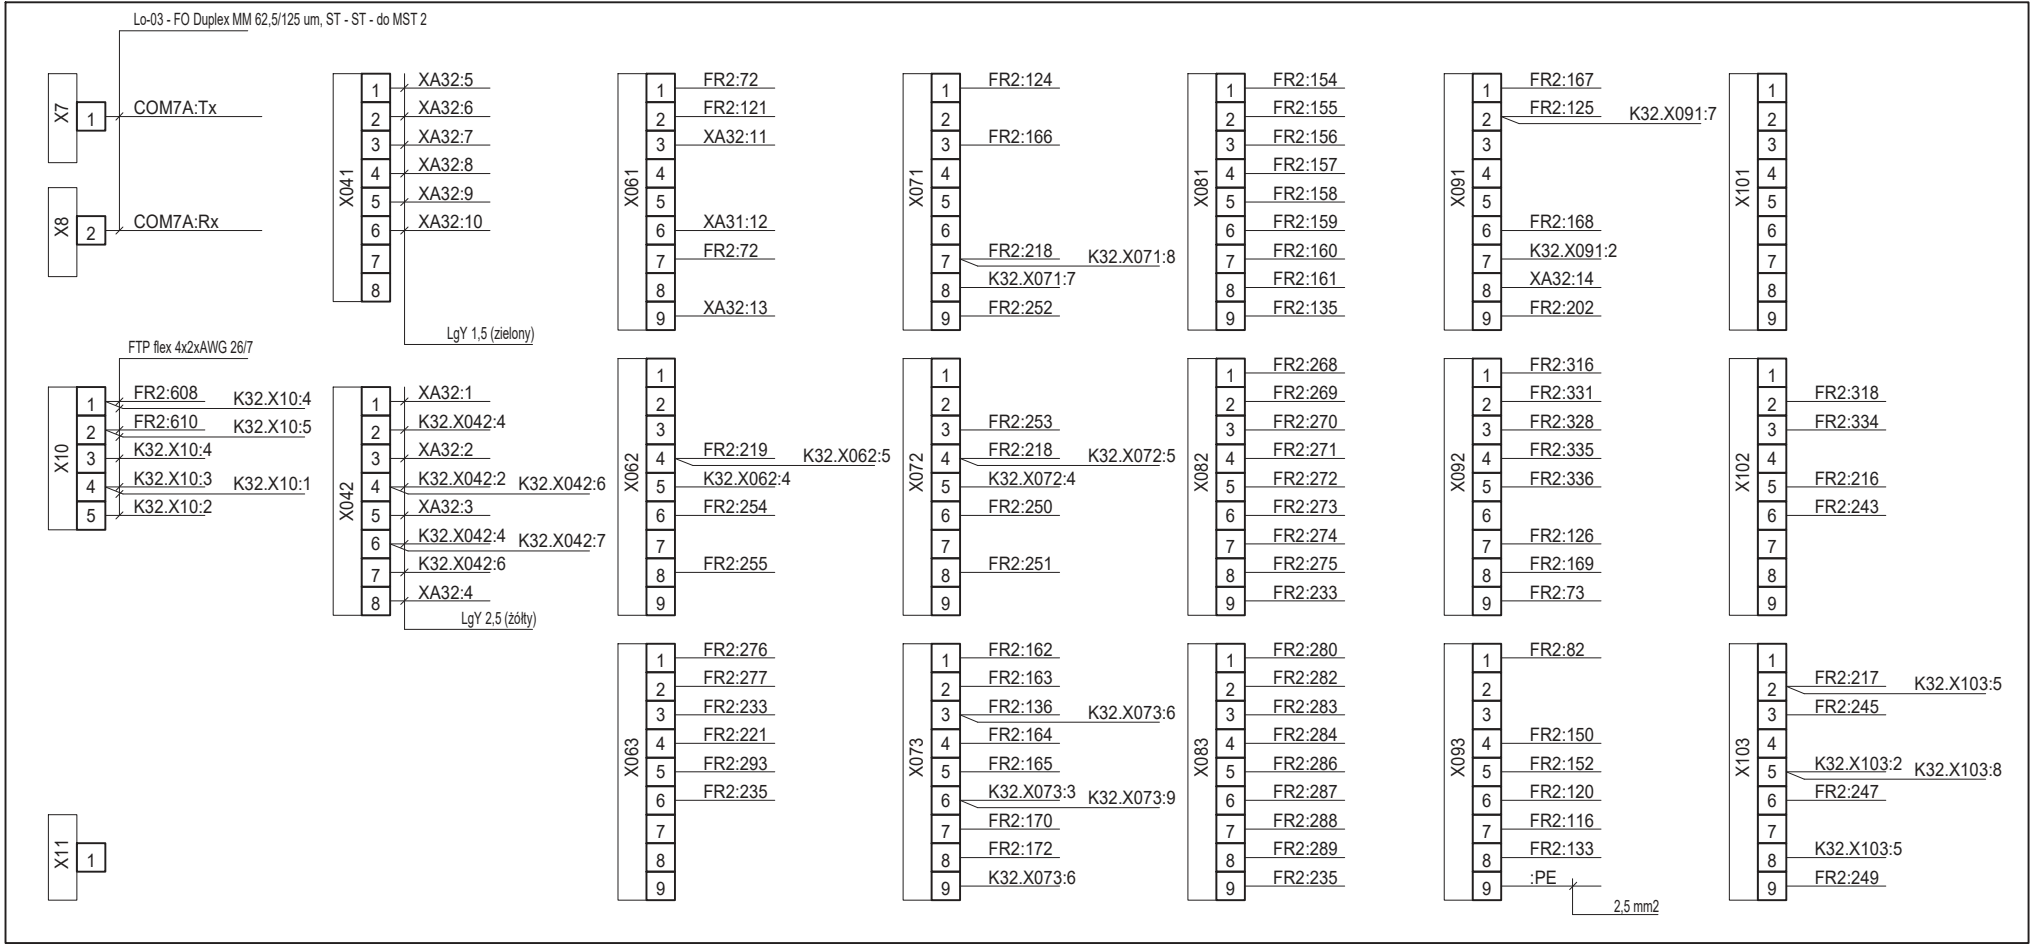 Lo-03 - FO Duplex MM 62,5/125 um, ST - ST - do MST 2
X7
1 COM7A:Tx
X8
2 COM7A:Rx
FTP flex 4x2xAWG 26/7
X10
1 FR2:608 K32.X10:4
2 FR2:610 K32.X10:5
3 K32.X10:4
4 K32.X10:3 K32.X10:1
5 K32.X10:2
X11
1
X041
1 XA32:5
2 XA32:6
3 XA32:7
4 XA32:8
5 XA32:9
6 XA32:10
7
8
LgY 1,5 (zielony)
X042
1 XA32:1
2 K32.X042:4
3 XA32:2
4 K32.X042:2 K32.X042:6
5 XA32:3
6 K32.X042:4 K32.X042:7
7 K32.X042:6
8 XA32:4
LgY 2,5 (żółty)
X061
1 FR2:72
2 FR2:121
3 XA32:11
4
5
6 XA31:12
7 FR2:72
8
9 XA32:13
X062
1
2
3
4 FR2:219 K32.X062:5
5 K32.X062:4
6 FR2:254
7
8 FR2:255
9
X063
1 FR2:276
2 FR2:277
3 FR2:233
4 FR2:221
5 FR2:293
6 FR2:235
7
8
9
X071
1 FR2:124
2
3 FR2:166
4
5
6
7 FR2:218 K32.X071:8
8 K32.X071:7
9 FR2:252
X072
1
2
3 FR2:253
4 FR2:218 K32.X072:5
5 K32.X072:4
6 FR2:250
7
8 FR2:251
9
X073
1 FR2:162
2 FR2:163
3 FR2:136 K32.X073:6
4 FR2:164
5 FR2:165
6 K32.X073:3 K32.X073:9
7 FR2:170
8 FR2:172
9 K32.X073:6
X081
1 FR2:154
2 FR2:155
3 FR2:156
4 FR2:157
5 FR2:158
6 FR2:159
7 FR2:160
8 FR2:161
9 FR2:135
X082
1 FR2:268
2 FR2:269
3 FR2:270
4 FR2:271
5 FR2:272
6 FR2:273
7 FR2:274
8 FR2:275
9 FR2:233
X083
1 FR2:280
2 FR2:282
3 FR2:283
4 FR2:284
5 FR2:286
6 FR2:287
7 FR2:288
8 FR2:289
9 FR2:235
X091
1 FR2:167
2 FR2:125 K32.X091:7
3
4
5
6 FR2:168
7 K32.X091:2
8 XA32:14
9 FR2:202
X092
1 FR2:316
2 FR2:331
3 FR2:328
4 FR2:335
5 FR2:336
6
7 FR2:126
8 FR2:169
9 FR2:73
X093
1 FR2:82
2
3
4 FR2:150
5 FR2:152
6 FR2:120
7 FR2:116
8 FR2:133
9 :PE
2,5 mm2
X101
1
2
3
4
5
6
7
8
9
X102
1
2 FR2:318
3 FR2:334
4
5 FR2:216
6 FR2:243
7
8
9
X103
1
2 FR2:217 K32.X103:5
3 FR2:245
4
5 K32.X103:2 K32.X103:8
6 FR2:247
7
8 K32.X103:5
9 FR2:249